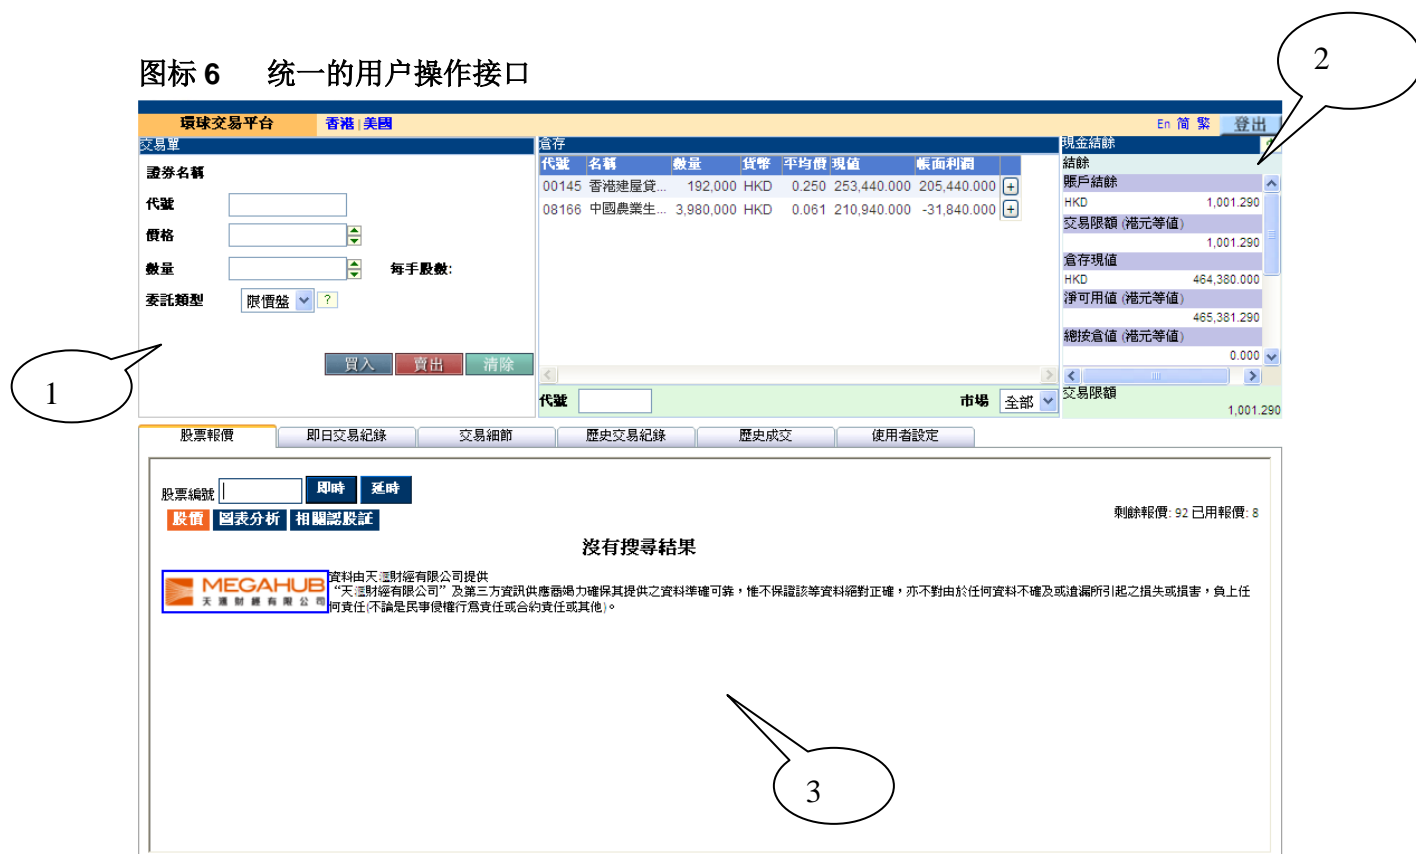 图标 6 统一的用户操作接口
2
環球交易平台 香港 | 美國 En 简 繁 登出
交易單
證券名稱
代號
價格
數量 每手股數:
委託類型 限價盤 ?
買入 賣出 清除
1
倉存
代號 名稱 數量 貨幣 平均價 現值 帳面利潤
00145 香港建屋貸... 192,000 HKD 0.250 253,440.000 205,440.000 +
08166 中國農業生... 3,980,000 HKD 0.061 210,940.000 -31,840.000 +
代號 市場 全部
現金結餘
結餘
賬戶結餘
HKD 1,001.290
交易限額 (港元等值)
1,001.290
倉存現值
HKD 464,380.000
淨可用值 (港元等值)
465,381.290
總按倉值 (港元等值)
0.000
交易限額
1,001.290
股票報價 即日交易紀錄 交易細節 歷史交易紀錄 歷史成交 使用者設定
股票編號 即時 延時
股價 圖表分析 相關認股証
剩餘報價: 92 已用報價: 8
沒有搜尋結果
MEGAHUB
天滙財經有限公司
資料由天滙財經有限公司提供
“天滙財經有限公司”及第三方資訊供應商竭力確保其提供之資料準確可靠，惟不保證該等資料絕對正確，亦不對由於任何資料不確及或遺漏所引起之損失或損害，負上任
何責任(不論是民事侵權行爲責任或合約責任或其他)。
3